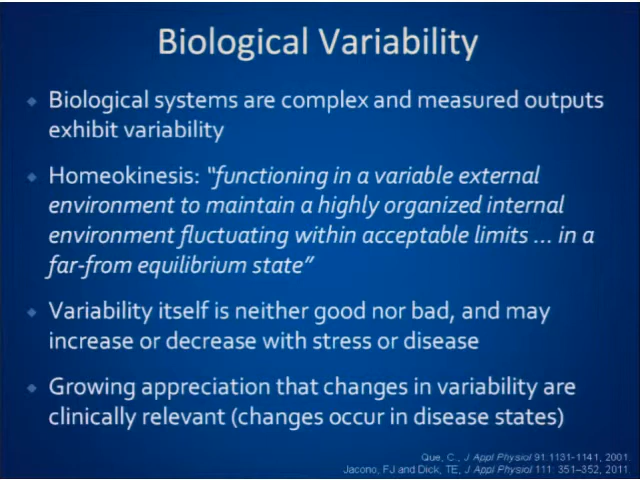 Biological Variability
Biological systems are complex and measured outputs
exhibit variability
Homeokinesis: "functioning in a variable external
environment to maintain a highly organized internal
environment fluctuating within acceptable limits ... in a
far-from equilibrium state"
Variability itself is neither good nor bad, and may
increase or decrease with stress or disease
Growing appreciation that changes in variability are
clinically relevant (changes occur in disease states)
Que, C., J Appl Physiol 91:1131-1141, 2001.
Jacono, FJ and Dick, TE, J Appl Physiol 111: 351–352, 2011.